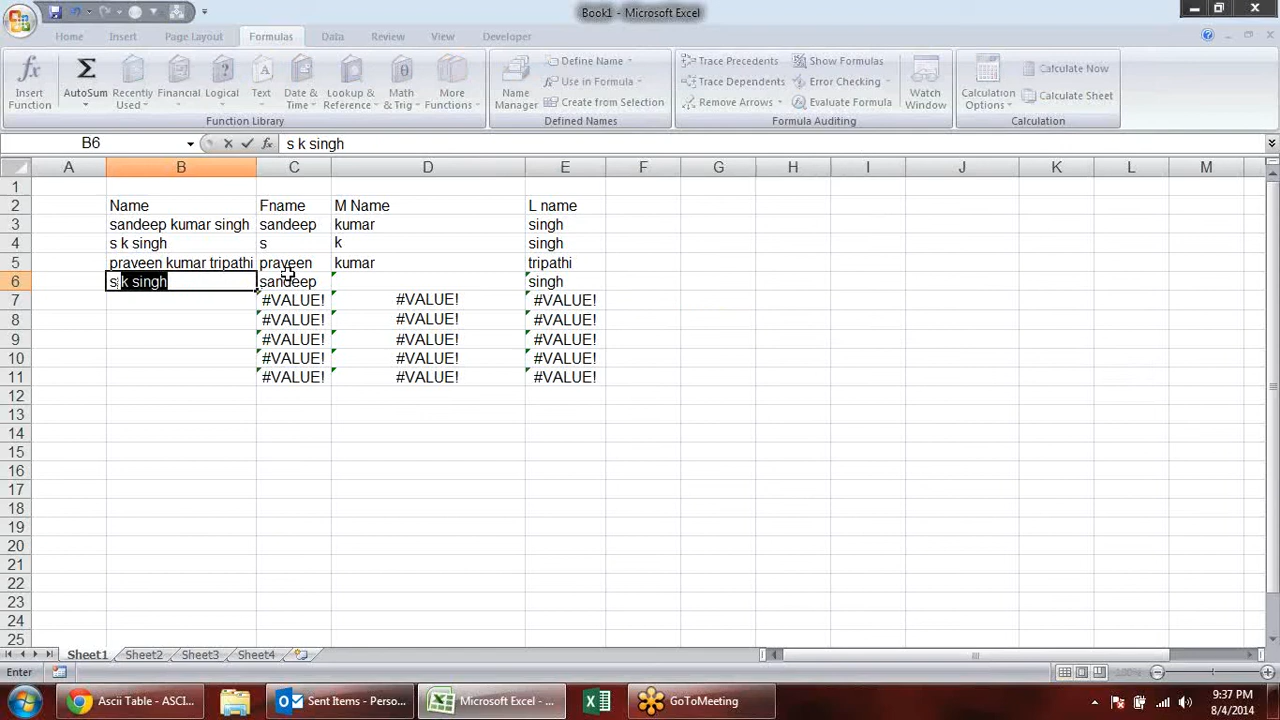 Book1 - Microsoft Excel
Home Insert Page Layout Formulas Data Review View Developer
Insert Function
AutoSum
Recently Used
Financial
Logical
Text
Date & Time
Lookup & Reference
Math & Trig
More Functions
Function Library
Name Manager
Define Name
Use in Formula
Create from Selection
Defined Names
Trace Precedents
Trace Dependents
Remove Arrows
Show Formulas
Error Checking
Evaluate Formula
Watch Window
Formula Auditing
Calculation Options
Calculate Now
Calculate Sheet
Calculation
B6 fx s k singh
A B C D E F G H I J K L M
1
2 Name Fname M Name L name
3 sandeep kumar singh sandeep kumar singh
4 s k singh s k singh
5 praveen kumar tripathi praveen kumar tripathi
6 s k singh sandeep singh
7 #VALUE! #VALUE! #VALUE!
8 #VALUE! #VALUE! #VALUE!
9 #VALUE! #VALUE! #VALUE!
10 #VALUE! #VALUE! #VALUE!
11 #VALUE! #VALUE! #VALUE!
12
13
14
15
16
17
18
19
20
21
22
23
24
25
Sheet1 Sheet2 Sheet3 Sheet4
Enter
Ascii Table - ASCI... Sent Items - Perso... Microsoft Excel - ... GoToMeeting
9:37 PM
8/4/2014